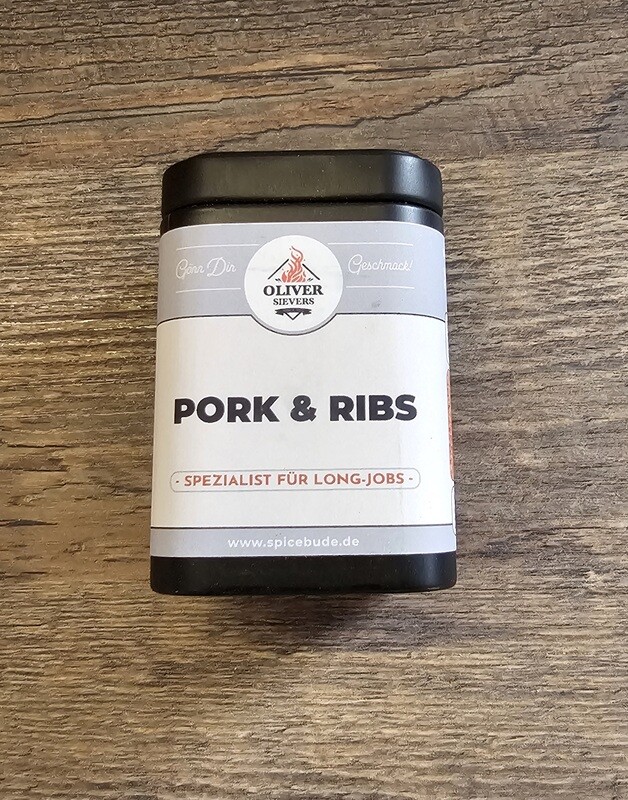 Gönn Dir
Geschmack!
OLIVER
SIEVERS
PORK & RIBS
- SPEZIALIST FÜR LONG-JOBS -
www.spicebude.de